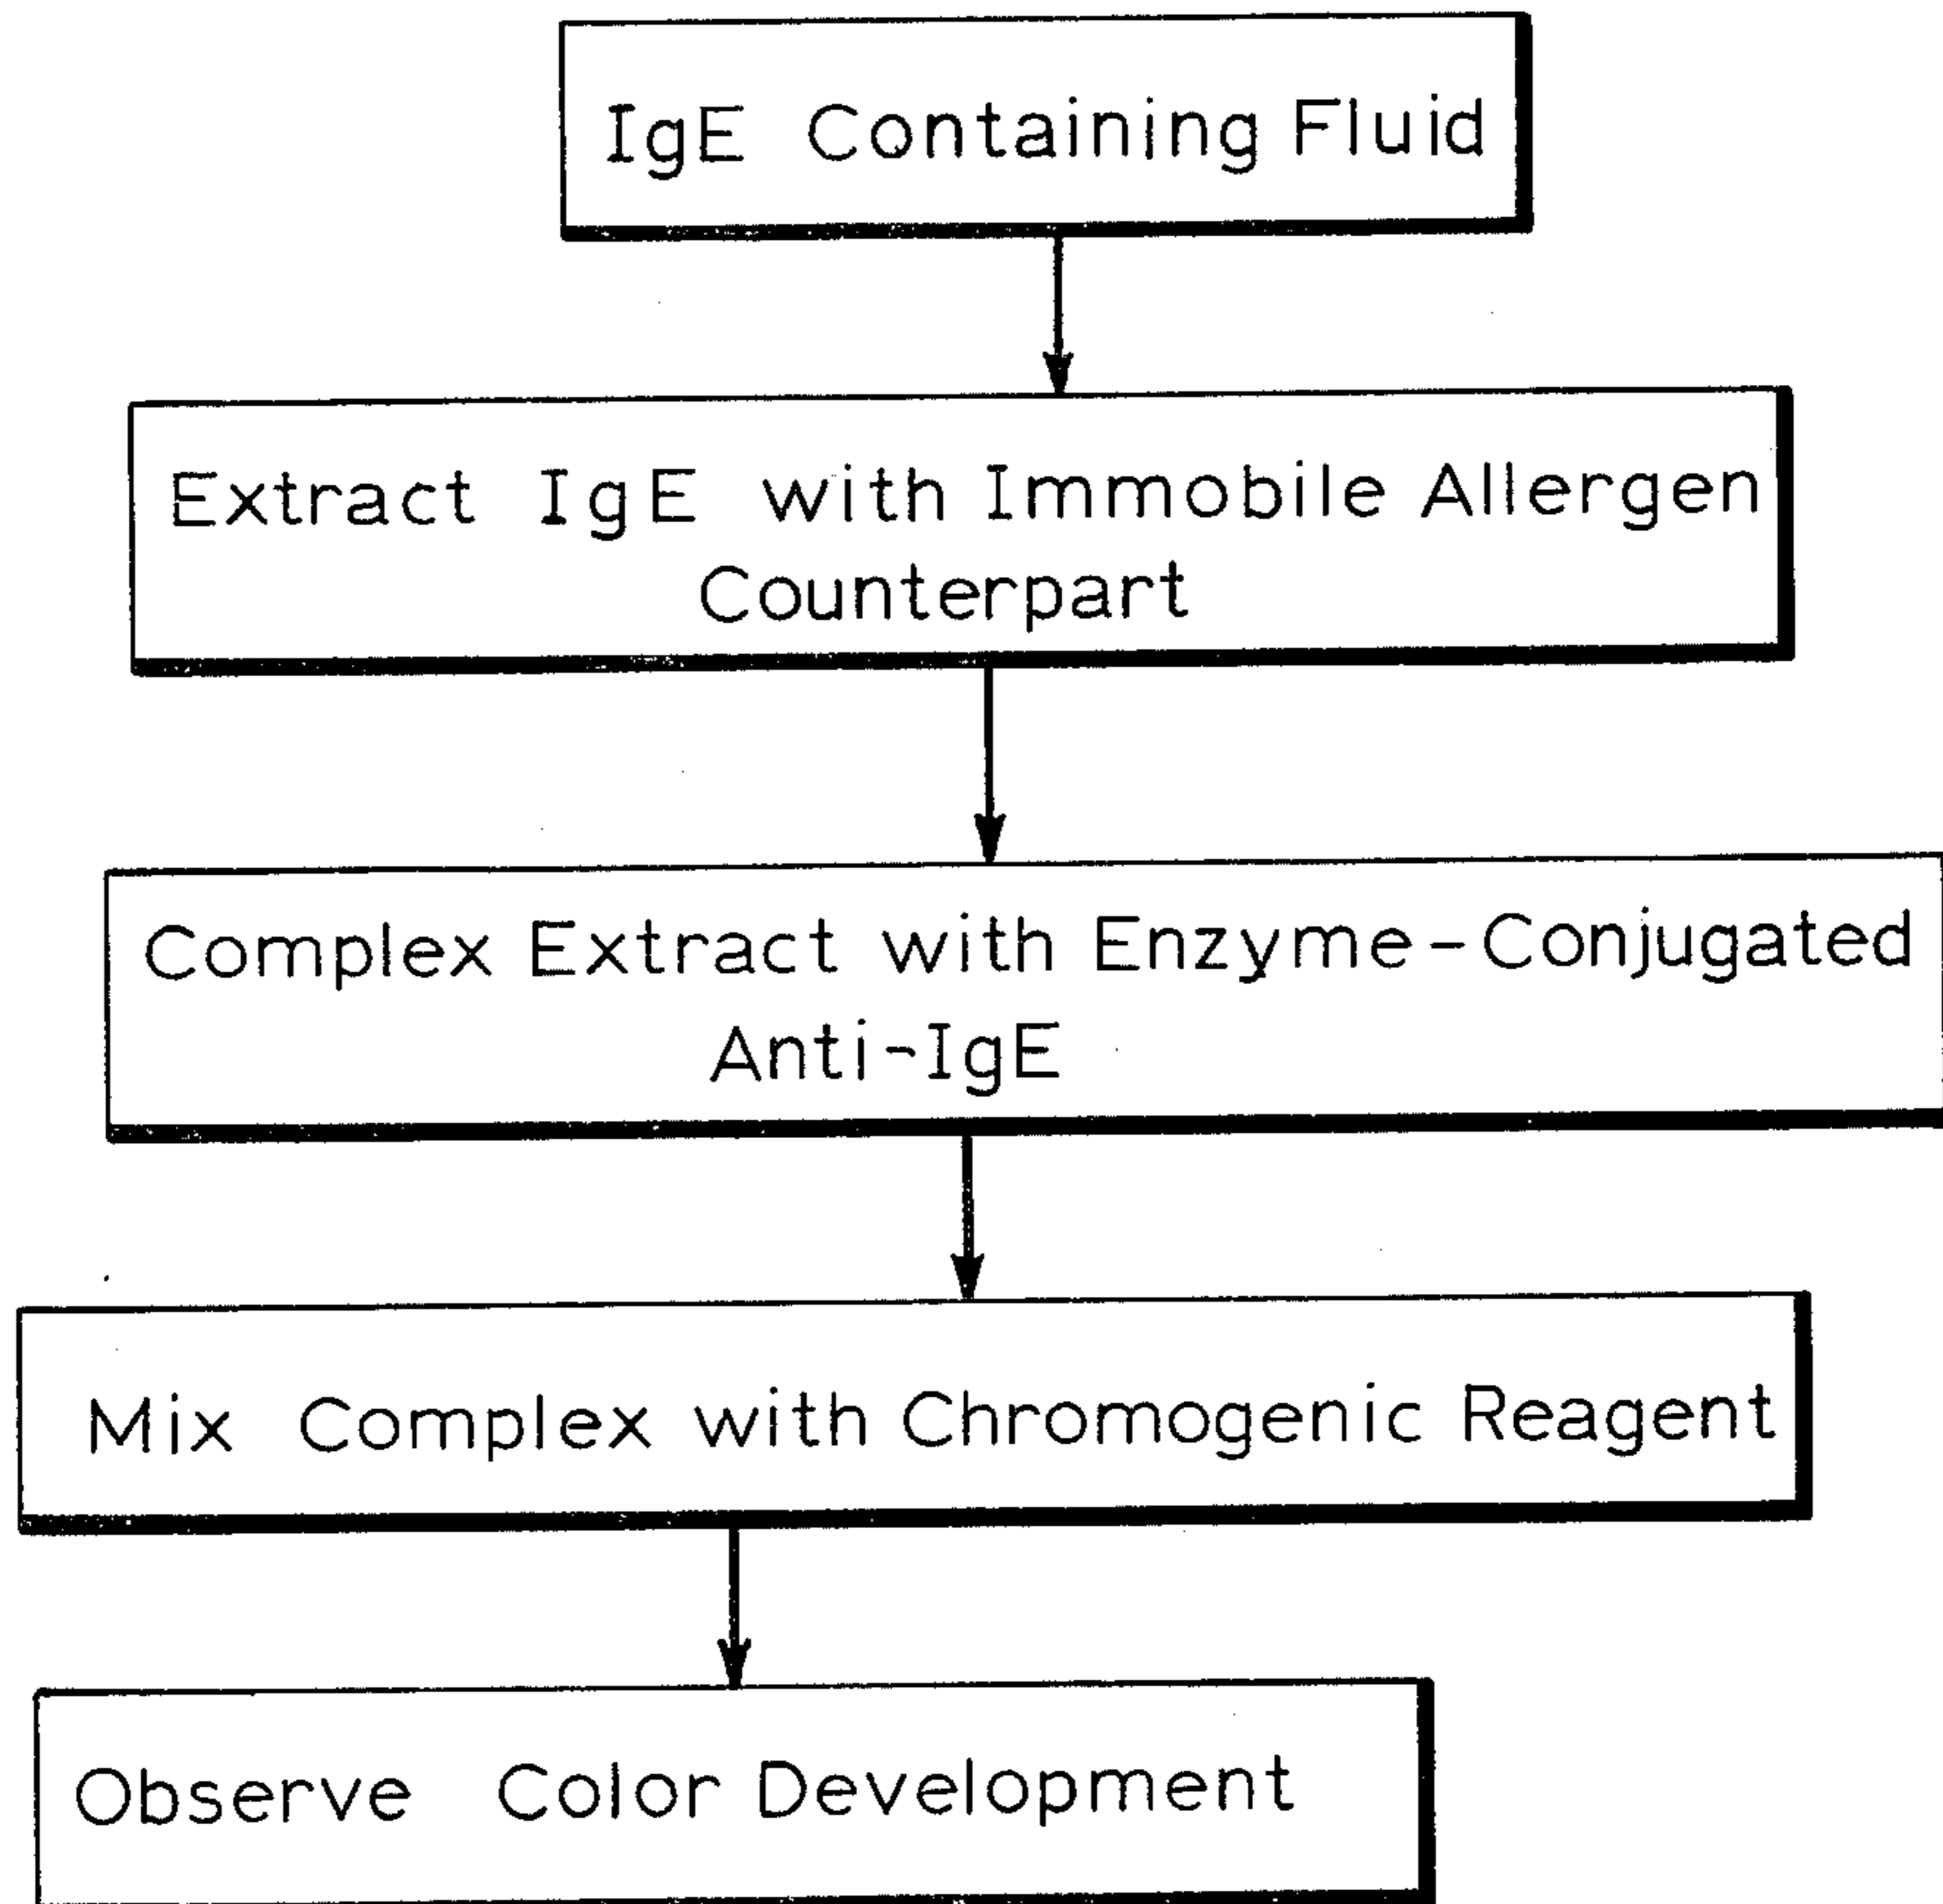 IgE Containing Fluid
Extract IgE with Immobile Allergen
Counterpart
Complex Extract with Enzyme-Conjugated
Anti-IgE
Mix Complex with Chromogenic Reagent
Observe Color Development